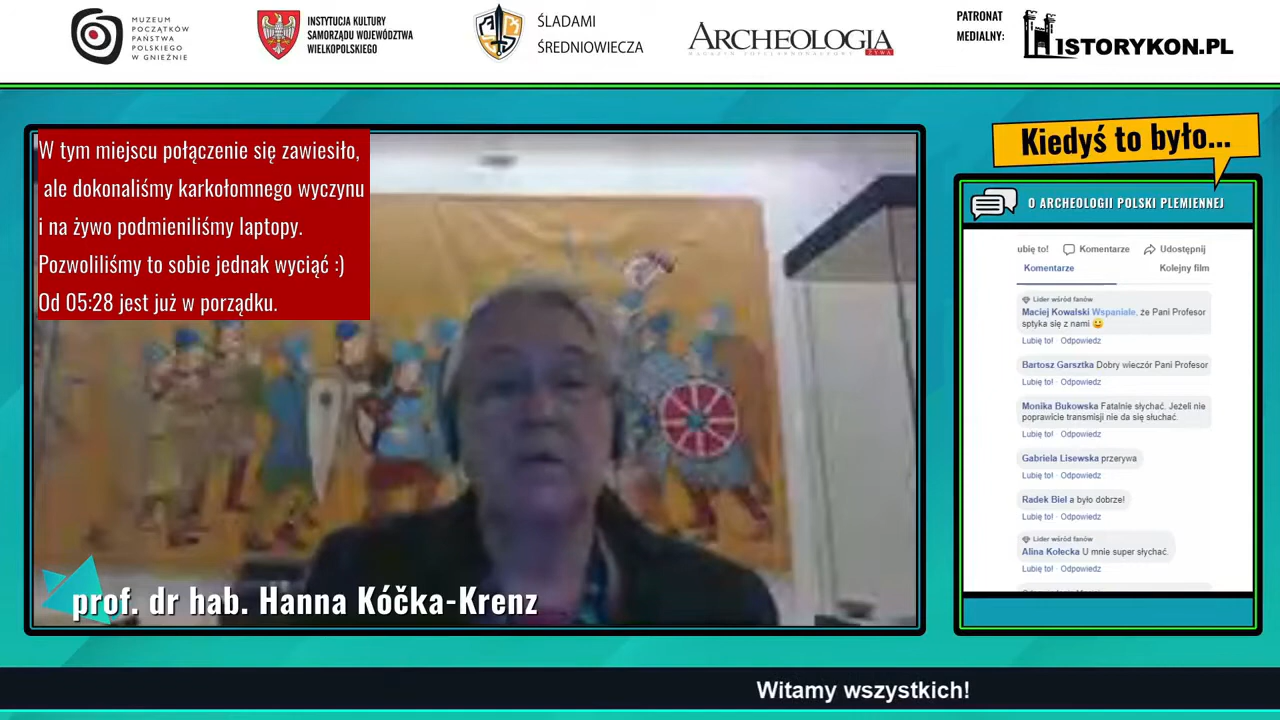 MUZEUM
POCZĄTKÓW
PAŃSTWA
POLSKIEGO
W GNIEŹNIE
INSTYTUCJA KULTURY
SAMORZĄDU WOJEWÓDZTWA
WIELKOPOLSKIEGO
ŚLADAMI
ŚREDNIOWIECZA
ARCHEOLOGIA
ŻYWA
PATRONAT
MEDIALNY:
HISTORYKON.PL
W tym miejscu połączenie się zawiesiło,
ale dokonaliśmy karkołomnego wyczynu
i na żywo podmieniliśmy laptopy.
Pozwoliliśmy to sobie jednak wyciąć :)
Od 05:28 jest już w porządku.
prof. dr hab. Hanna Kóčka-Krenz
Kiedyś to było...
O ARCHEOLOGII POLSKI PLEMIENNEJ
ubię to! Komentarze Udostępnij
Komentarze Kolejny film
Lider wśród fanów
Maciej Kowalski Wspaniale, że Pani Profesor
sptyka się z nami 😀
Lubię to! · Odpowiedz
Bartosz Garsztka Dobry wieczór Pani Profesor
Lubię to! · Odpowiedz
Monika Bukowska Fatalnie słychać. Jeżeli nie
poprawicie transmisji nie da się słuchać.
Lubię to! · Odpowiedz
Gabriela Lisewska przerywa
Lubię to! · Odpowiedz
Radek Biel a było dobrze!
Lubię to! · Odpowiedz
Lider wśród fanów
Alina Kołecka U mnie super słychać.
Lubię to! · Odpowiedz
Witamy wszystkich!